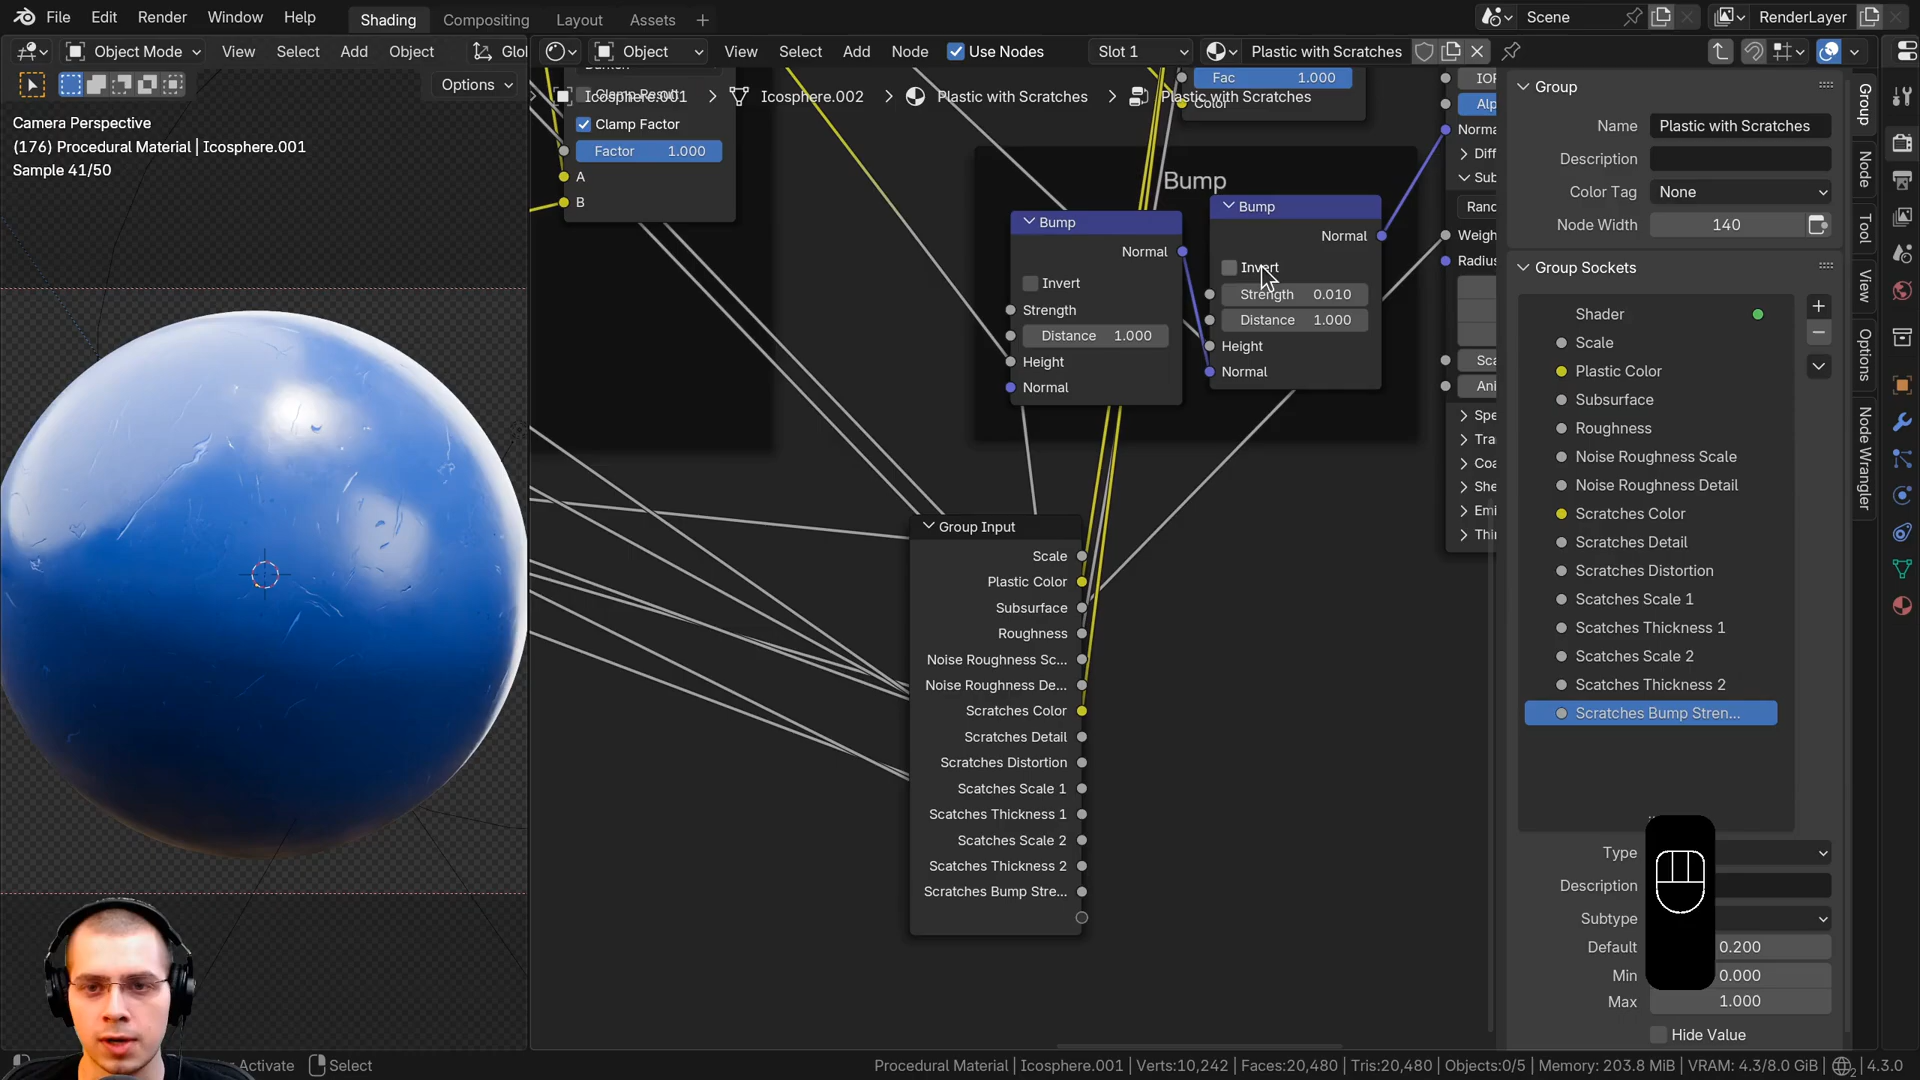 File Edit Render Window Help Shading Compositing Layout Assets + Scene RenderLayer
Object Mode View Select Add Object Glo Object View Select Add Node Use Nodes Slot 1 Plastic with Scratches
Options
Camera Perspective
(176) Procedural Material | Icosphere.001
Sample 41/50
Icosphere.001 > Icosphere.002 > Plastic with Scratches > Plastic with Scratches
Clamp Result
Clamp Factor
Factor 1.000
A
B
Fac 1.000
Color
Bump
Bump
Normal
Invert
Strength
Distance 1.000
Height
Normal
Bump
Normal
Invert
Strength 0.010
Distance 1.000
Height
Normal
IOR
Alp
Norma
Diff
Sub
Ranc
Weigh
Radius
Sca
Ani
Spe
Tra
Coa
She
Emi
Thin
Group Input
Scale
Plastic Color
Subsurface
Roughness
Noise Roughness Sc...
Noise Roughness De...
Scratches Color
Scratches Detail
Scratches Distortion
Scatches Scale 1
Scatches Thickness 1
Scatches Scale 2
Scatches Thickness 2
Scratches Bump Stre...
Group
Name Plastic with Scratches
Description
Color Tag None
Node Width 140
Group Sockets
Shader
Scale
Plastic Color
Subsurface
Roughness
Noise Roughness Scale
Noise Roughness Detail
Scratches Color
Scratches Detail
Scratches Distortion
Scatches Scale 1
Scatches Thickness 1
Scatches Scale 2
Scatches Thickness 2
Scratches Bump Stren...
Type
Description
Subtype
Default 0.200
Min 0.000
Max 1.000
Hide Value
Group
Node
Tool
View
Options
Node Wrangler
Activate Select
Procedural Material | Icosphere.001 | Verts:10,242 | Faces:20,480 | Tris:20,480 | Objects:0/5 | Memory: 203.8 MiB | VRAM: 4.3/8.0 GiB | 4.3.0